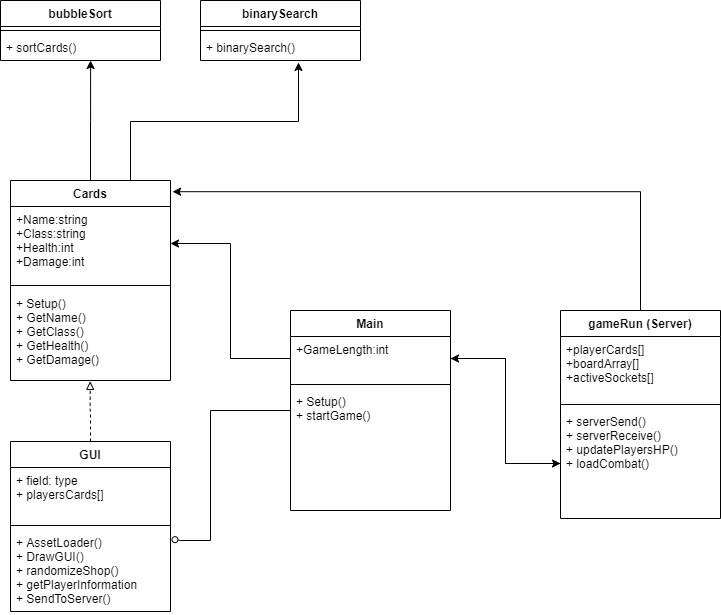 bubbleSort
+ sortCards()
binarySearch
+ binarySearch()
Cards
+Name:string
+Class:string
+Health:int
+Damage:int
+ Setup()
+ GetName()
+ GetClass()
+ GetHealth()
+ GetDamage()
Main
+GameLength:int
+ Setup()
+ startGame()
gameRun (Server)
+playerCards[]
+boardArray[]
+activeSockets[]
+ serverSend()
+ serverReceive()
+ updatePlayersHP()
+ loadCombat()
GUI
+ field: type
+ playersCards[]
+ AssetLoader()
+ DrawGUI()
+ randomizeShop()
+ getPlayerInformation
+ SendToServer()